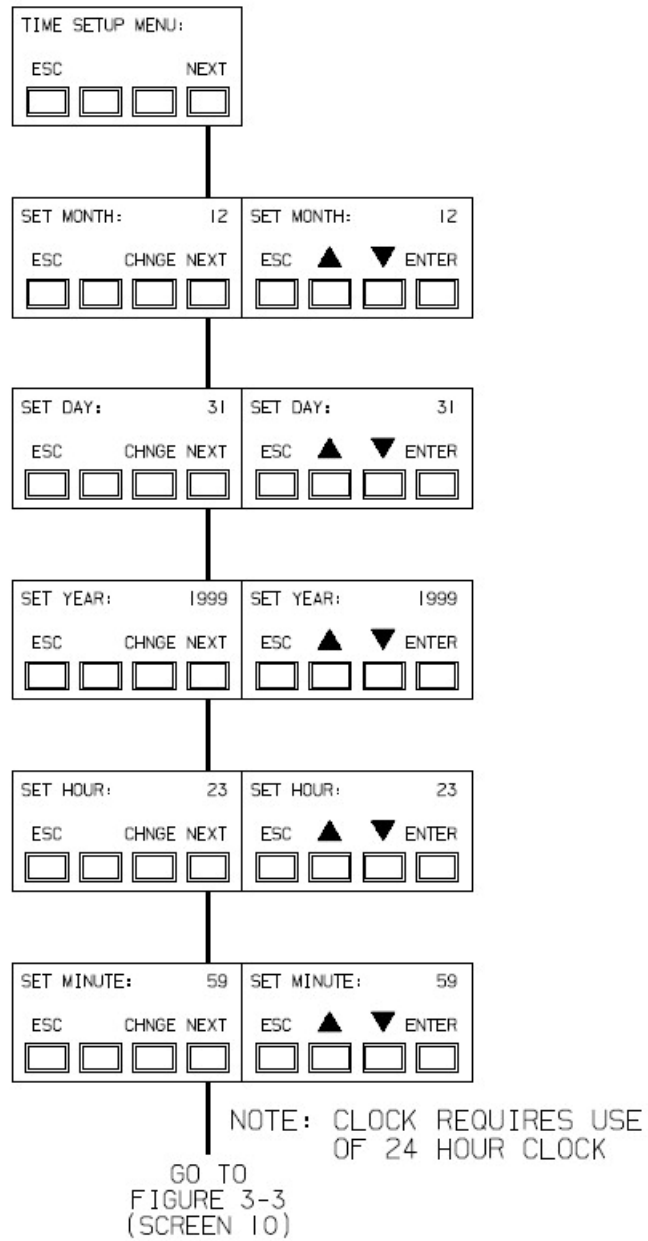 TIME SETUP MENU:
ESC NEXT
SET MONTH: 12 SET MONTH: 12
ESC CHNGE NEXT ESC ▲ ▼ ENTER
SET DAY: 31 SET DAY: 31
ESC CHNGE NEXT ESC ▲ ▼ ENTER
SET YEAR: 1999 SET YEAR: 1999
ESC CHNGE NEXT ESC ▲ ▼ ENTER
SET HOUR: 23 SET HOUR: 23
ESC CHNGE NEXT ESC ▲ ▼ ENTER
SET MINUTE: 59 SET MINUTE: 59
ESC CHNGE NEXT ESC ▲ ▼ ENTER
NOTE: CLOCK REQUIRES USE
OF 24 HOUR CLOCK
GO TO
FIGURE 3-3
(SCREEN 10)